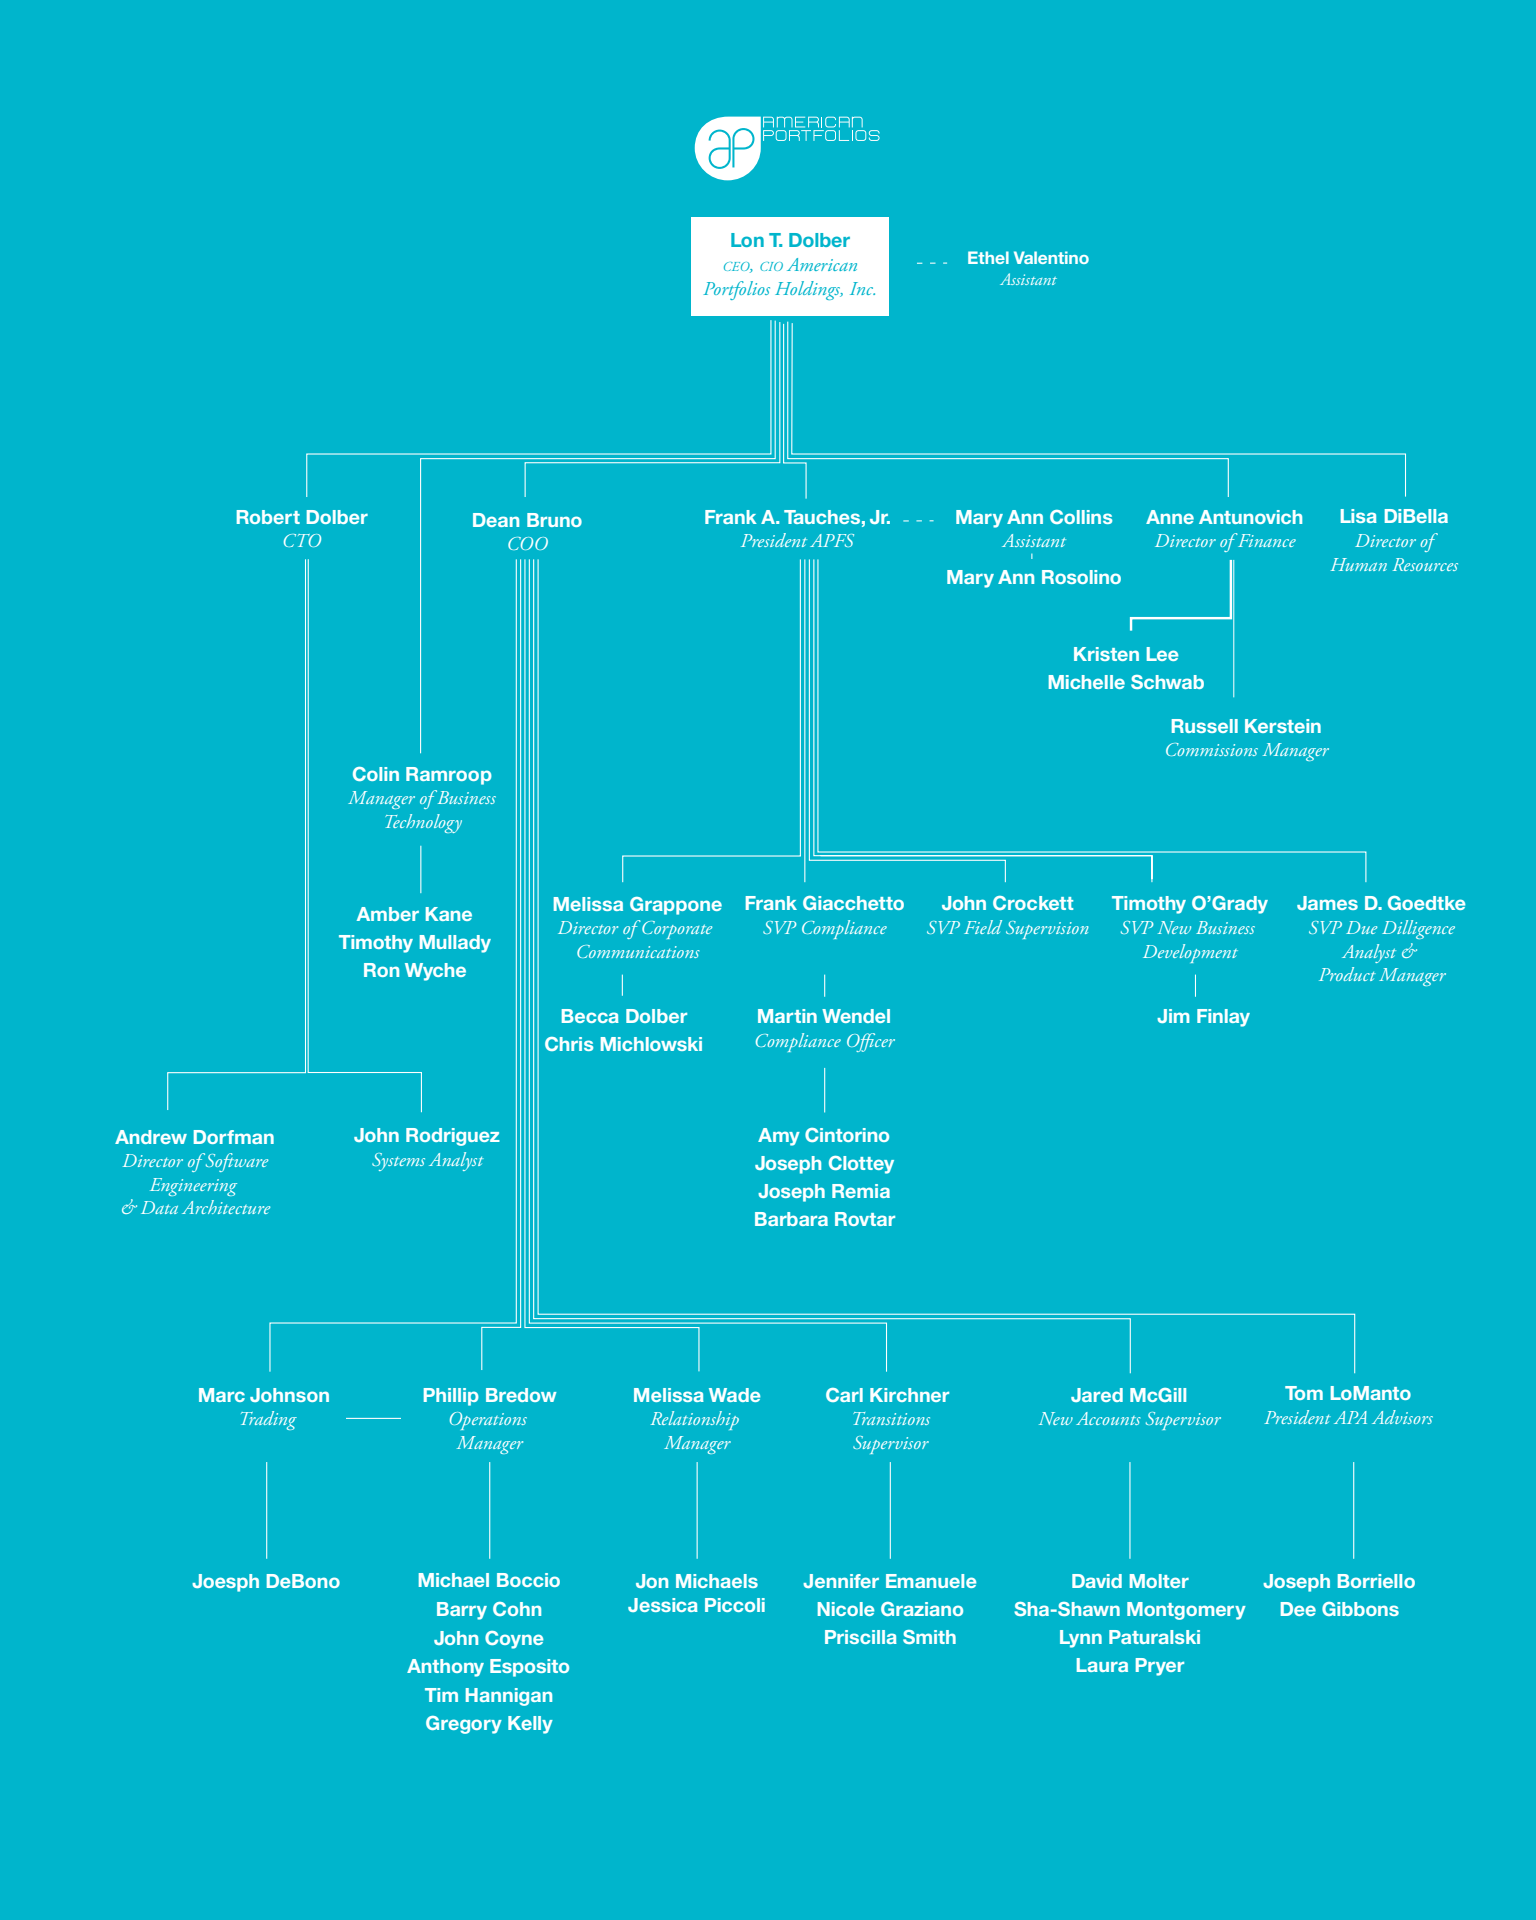 AMERICAN
PORTFOLIOS
Lon T. Dolber
CEO, CIO American
Portfolios Holdings, Inc.
Ethel Valentino
Assistant
Robert Dolber
CTO
Dean Bruno
COO
Frank A. Tauches, Jr.
President APFS
Mary Ann Collins
Assistant
Mary Ann Rosolino
Anne Antunovich
Director of Finance
Lisa DiBella
Director of
Human Resources
Kristen Lee
Michelle Schwab
Russell Kerstein
Commissions Manager
Colin Ramroop
Manager of Business
Technology
Amber Kane
Timothy Mullady
Ron Wyche
Melissa Grappone
Director of Corporate
Communications
Becca Dolber
Chris Michlowski
Frank Giacchetto
SVP Compliance
Martin Wendel
Compliance Officer
Amy Cintorino
Joseph Clottey
Joseph Remia
Barbara Rovtar
John Crockett
SVP Field Supervision
Timothy O’Grady
SVP New Business
Development
Jim Finlay
James D. Goedtke
SVP Due Dilligence
Analyst &
Product Manager
Andrew Dorfman
Director of Software
Engineering
& Data Architecture
John Rodriguez
Systems Analyst
Marc Johnson
Trading
Joesph DeBono
Phillip Bredow
Operations
Manager
Michael Boccio
Barry Cohn
John Coyne
Anthony Esposito
Tim Hannigan
Gregory Kelly
Melissa Wade
Relationship
Manager
Jon Michaels
Jessica Piccoli
Carl Kirchner
Transitions
Supervisor
Jennifer Emanuele
Nicole Graziano
Priscilla Smith
Jared McGill
New Accounts Supervisor
David Molter
Sha-Shawn Montgomery
Lynn Paturalski
Laura Pryer
Tom LoManto
President APA Advisors
Joseph Borriello
Dee Gibbons